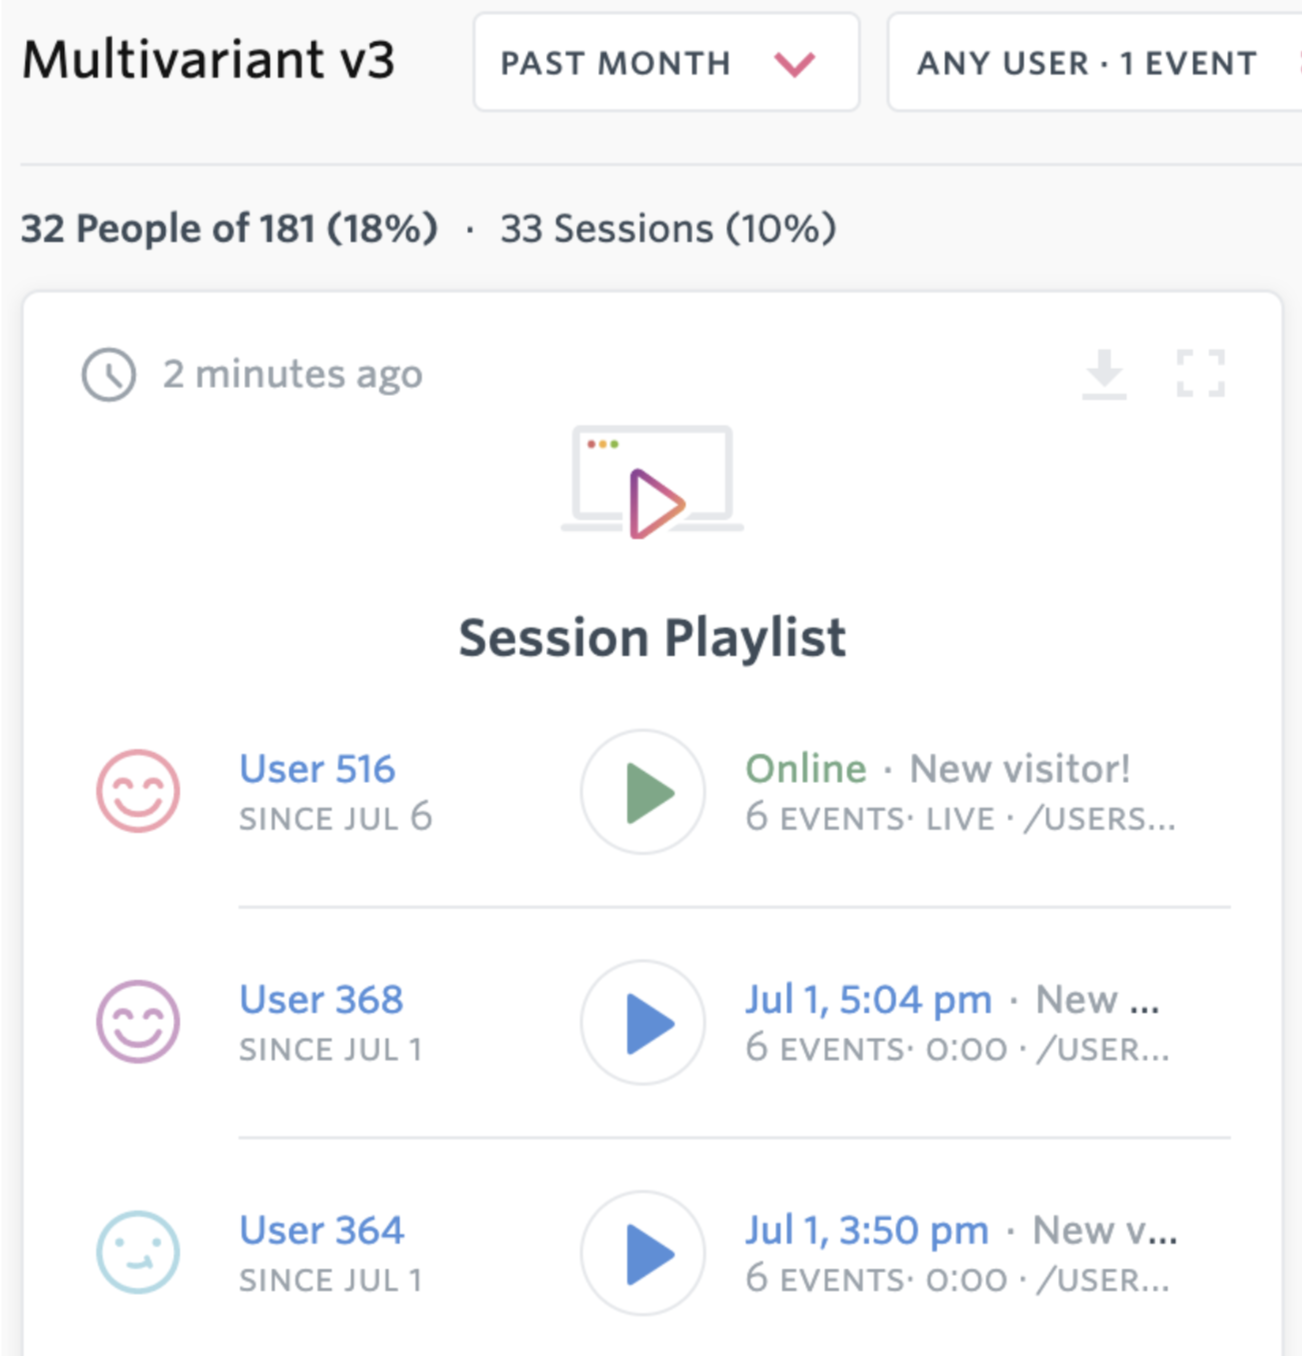 Multivariant v3
PAST MONTH
ANY USER · 1 EVENT
32 People of 181 (18%) · 33 Sessions (10%)
2 minutes ago
Session Playlist
User 516
SINCE JUL 6
Online · New visitor!
6 EVENTS· LIVE · /USERS...
User 368
SINCE JUL 1
Jul 1, 5:04 pm · New ...
6 EVENTS· 0:00 · /USER...
User 364
SINCE JUL 1
Jul 1, 3:50 pm · New v...
6 EVENTS· 0:00 · /USER...